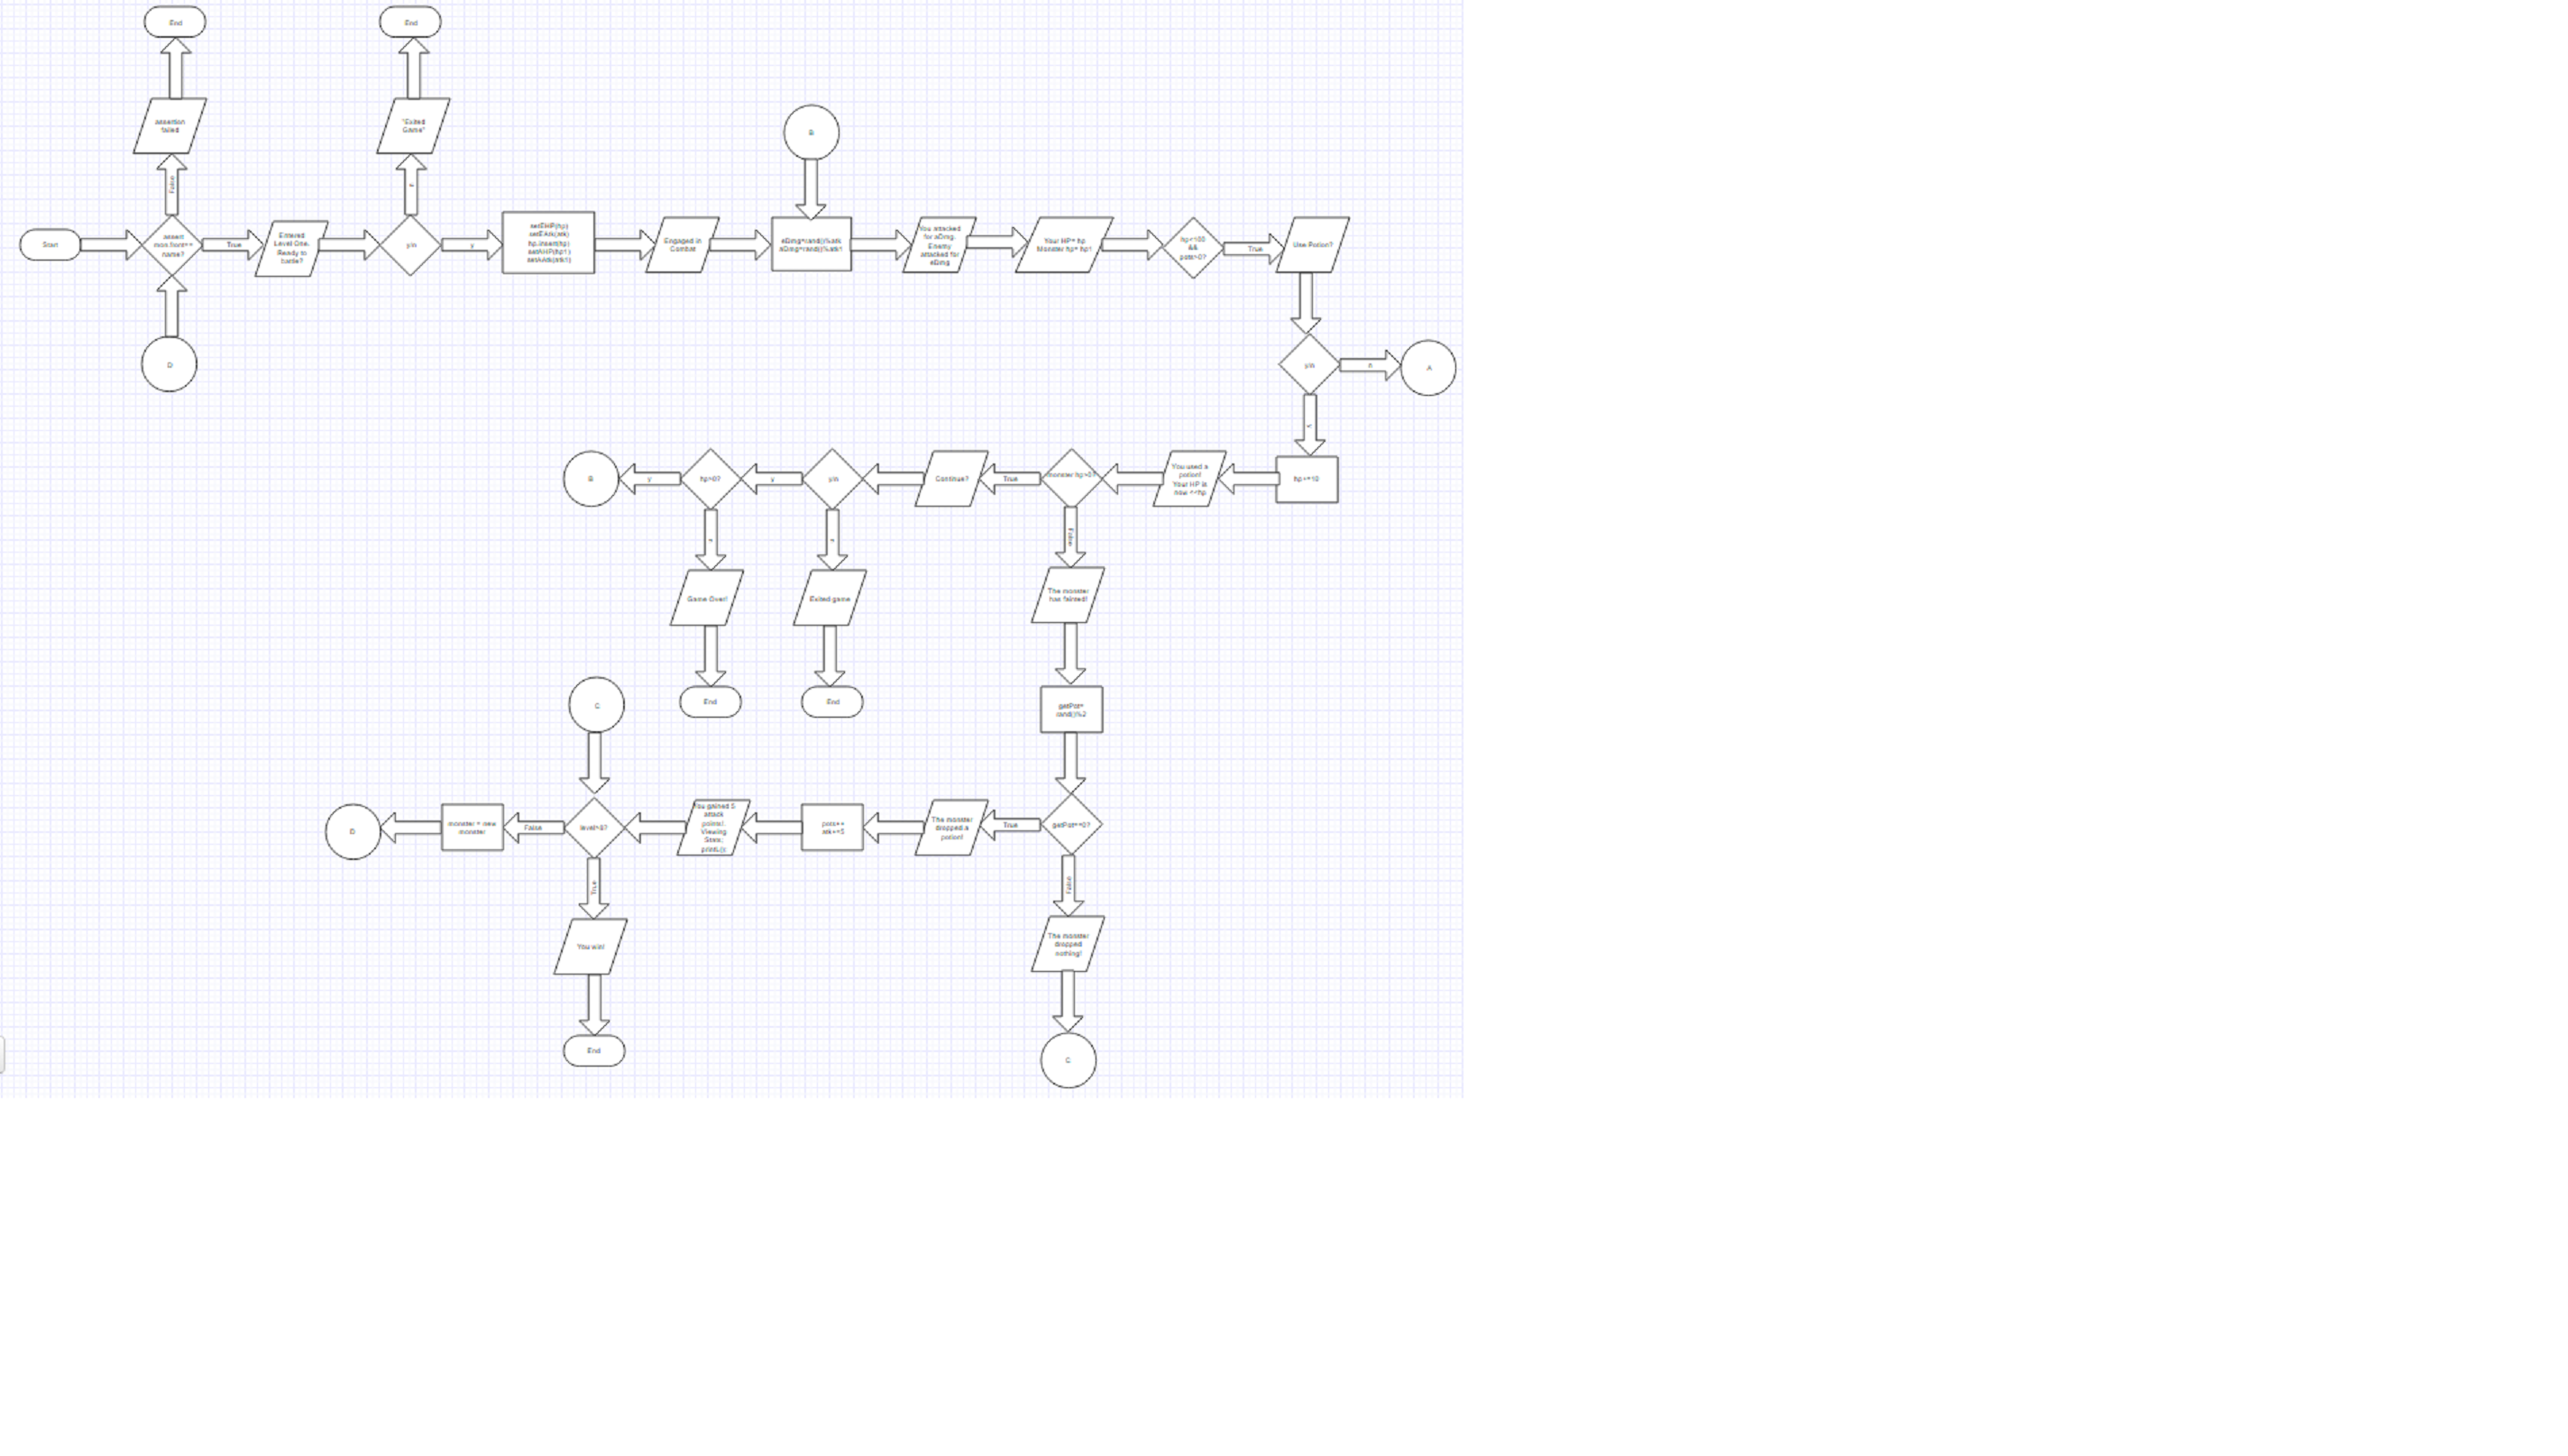 End
End
assertion
failed
"Exited
Game"
B
False
Start
assert
mon.front==
name?
True
Entered
Level One.
Ready to
battle?
y/n
y
setEHP(hp)
setEAtk(atk)
hp.insert(hp)
setAHP(hp1)
setAAtk(atk1)
Engaged in
Combat
eDmg=rand()%atk
aDmg=rand()%atk1
You attacked
for aDmg.
Enemy
attacked for
eDmg
Your HP= hp
Monster hp= hp1
hp<100
&&
pots>0?
True
Use Potion?
D
y/n
n
A
B
y
hp>0?
y
y/n
Continue?
True
monster hp>0?
You used a
potion!
Your HP is
now <<hp
hp+=10
False
Game Over!
Exited game
The monster
has fainted!
End
End
C
getPot=
rand()%2
D
monster = new
monster
False
You gained 5
attack
points!
Viewing
Stats:
printL();
pots++
atk+=5
The monster
dropped a
potion!
True
getPot==0?
True
False
You win!
The monster
dropped
nothing!
End
C